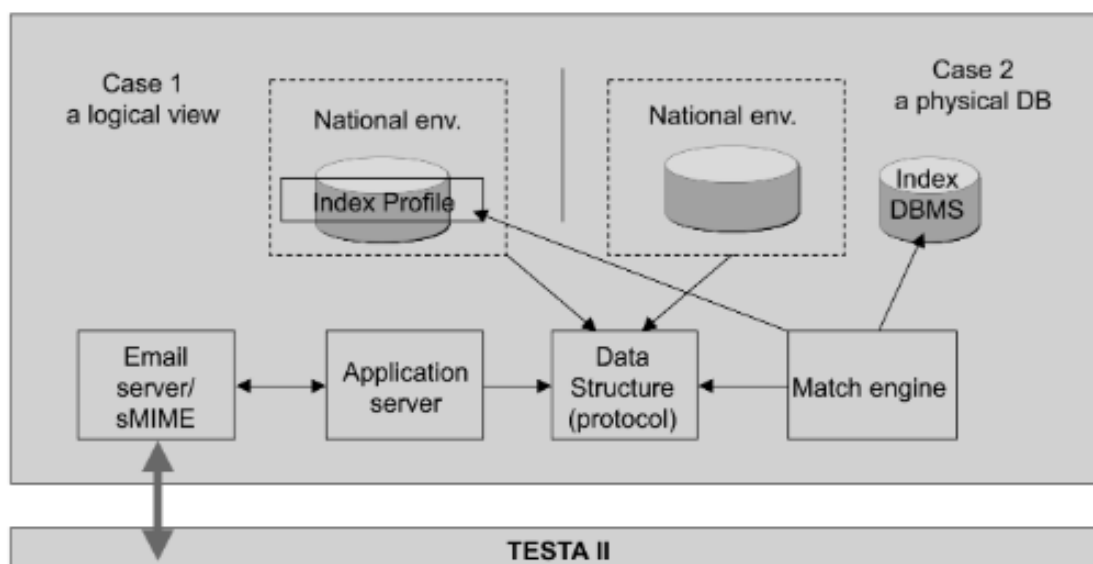 Case 1
a logical view
National env.
Index Profile
National env.
Case 2
a physical DB
Index
DBMS
Email
server/
sMIME
Application
server
Data
Structure
(protocol)
Match engine
TESTA II